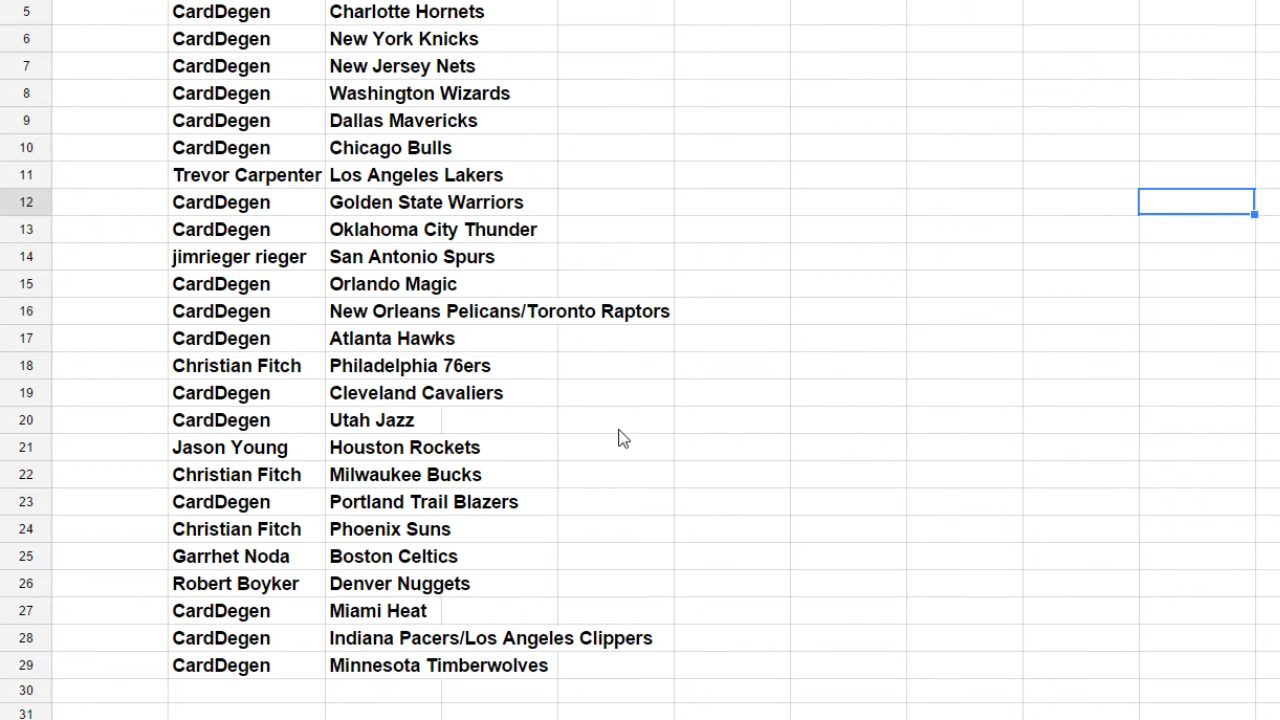 5 CardDegen Charlotte Hornets
6 CardDegen New York Knicks
7 CardDegen New Jersey Nets
8 CardDegen Washington Wizards
9 CardDegen Dallas Mavericks
10 CardDegen Chicago Bulls
11 Trevor Carpenter Los Angeles Lakers
12 CardDegen Golden State Warriors
13 CardDegen Oklahoma City Thunder
14 jimrieger rieger San Antonio Spurs
15 CardDegen Orlando Magic
16 CardDegen New Orleans Pelicans/Toronto Raptors
17 CardDegen Atlanta Hawks
18 Christian Fitch Philadelphia 76ers
19 CardDegen Cleveland Cavaliers
20 CardDegen Utah Jazz
21 Jason Young Houston Rockets
22 Christian Fitch Milwaukee Bucks
23 CardDegen Portland Trail Blazers
24 Christian Fitch Phoenix Suns
25 Garrhet Noda Boston Celtics
26 Robert Boyker Denver Nuggets
27 CardDegen Miami Heat
28 CardDegen Indiana Pacers/Los Angeles Clippers
29 CardDegen Minnesota Timberwolves
30
31